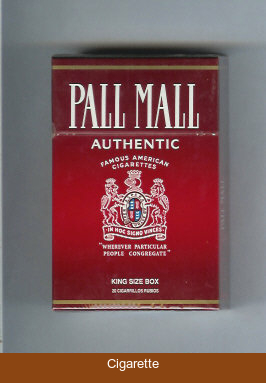 PALL MALL
AUTHENTIC
FAMOUS AMERICAN
CIGARETTES
IN HOC SIGNO VINCES
"WHEREVER PARTICULAR
PEOPLE CONGREGATE"
KING SIZE BOX
20 CIGARRILLOS RUBIOS
Cigarette